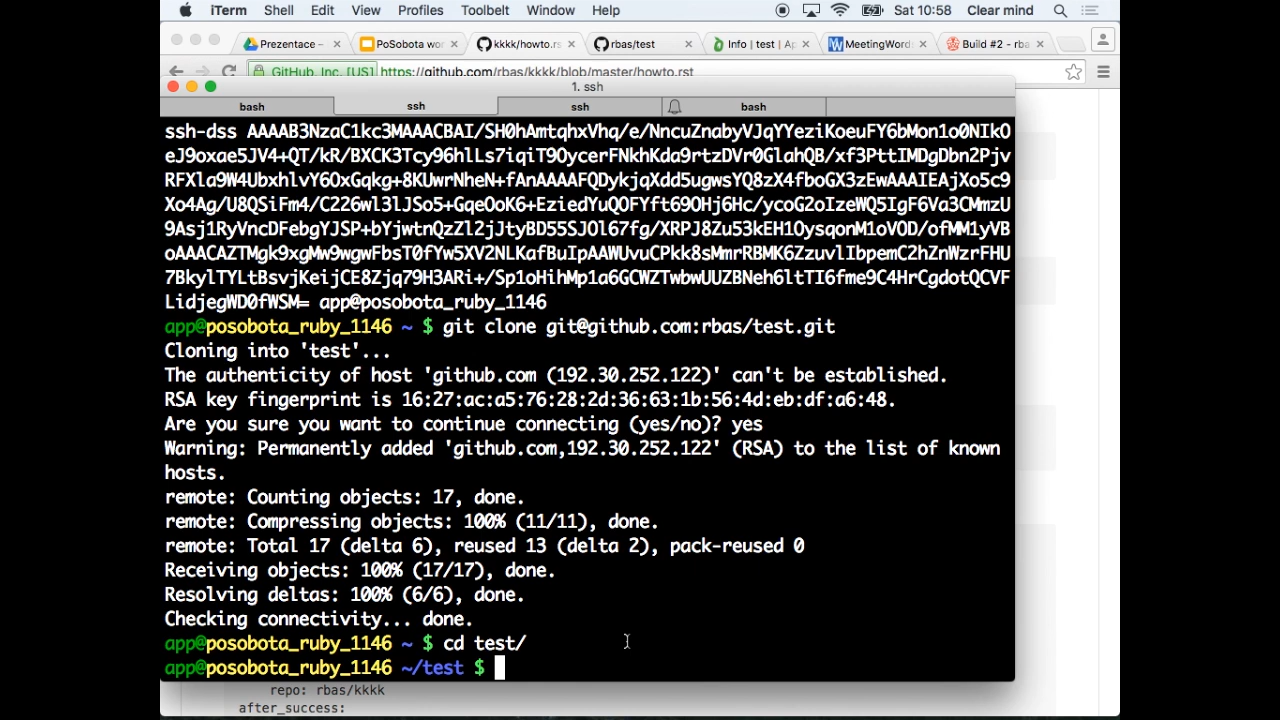 iTerm Shell Edit View Profiles Toolbelt Window Help Sat 10:58 Clear mind
Prezentace – PoSobota wor kkkk/howto.rs rbas/test Info | test | Ap MeetingWords Build #2 - rba
GitHub, Inc. [US] https://github.com/rbas/kkkk/blob/master/howto.rst
1. ssh
bash ssh ssh bash
ssh-dss AAAAB3NzaC1kc3MAAACBAI/SH0hAmtqhxVhq/e/NncuZnabyVJqYYeziKoeuFY6bMon1o0NIkO
eJ9oxae5JV4+QT/kR/BXCK3Tcy96hlLs7iqiT9OycerFNkhKda9rtzDVr0GlahQB/xf3PttIMDgDbn2Pjv
RFXla9W4UbxhlvY6OxGqkg+8KUwrNheN+fAnAAAAFQDykjqXdd5ugwsYQ8zX4fboGX3zEwAAAIEAjXo5c9
Xo4Ag/U8QSiFm4/C226wl3lJSo5+GqeOoK6+EziedYuQOFYft69OHj6Hc/ycoG2oIzeWQ5IgF6Va3CMmzU
9Asj1RyVncDFebgYJSP+bYjwtnQzZl2jJtyBD55SJOl67fg/XRPJ8Zu53kEH1OysqonM1oVOD/ofMM1yVB
oAAACAZTMgk9xgMw9wgwFbsT0fYw5XV2NLKafBuIpAAWUvuCPkk8sMmrRBMK6ZzuvlIbpemC2hZnWzrFHU
7BkylTYLtBsvjKeijCE8Zjq79H3ARi+/Sp1oHihMp1a6GCWZTwbwUUZBNeh6ltTI6fme9C4HrCgdotQCVF
LidjegWD0fWSM= app@posobota_ruby_1146
app@posobota_ruby_1146 ~ $ git clone git@github.com:rbas/test.git
Cloning into 'test'...
The authenticity of host 'github.com (192.30.252.122)' can't be established.
RSA key fingerprint is 16:27:ac:a5:76:28:2d:36:63:1b:56:4d:eb:df:a6:48.
Are you sure you want to continue connecting (yes/no)? yes
Warning: Permanently added 'github.com,192.30.252.122' (RSA) to the list of known
hosts.
remote: Counting objects: 17, done.
remote: Compressing objects: 100% (11/11), done.
remote: Total 17 (delta 6), reused 13 (delta 2), pack-reused 0
Receiving objects: 100% (17/17), done.
Resolving deltas: 100% (6/6), done.
Checking connectivity... done.
app@posobota_ruby_1146 ~ $ cd test/
app@posobota_ruby_1146 ~/test $
repo: rbas/kkkk
after_success: